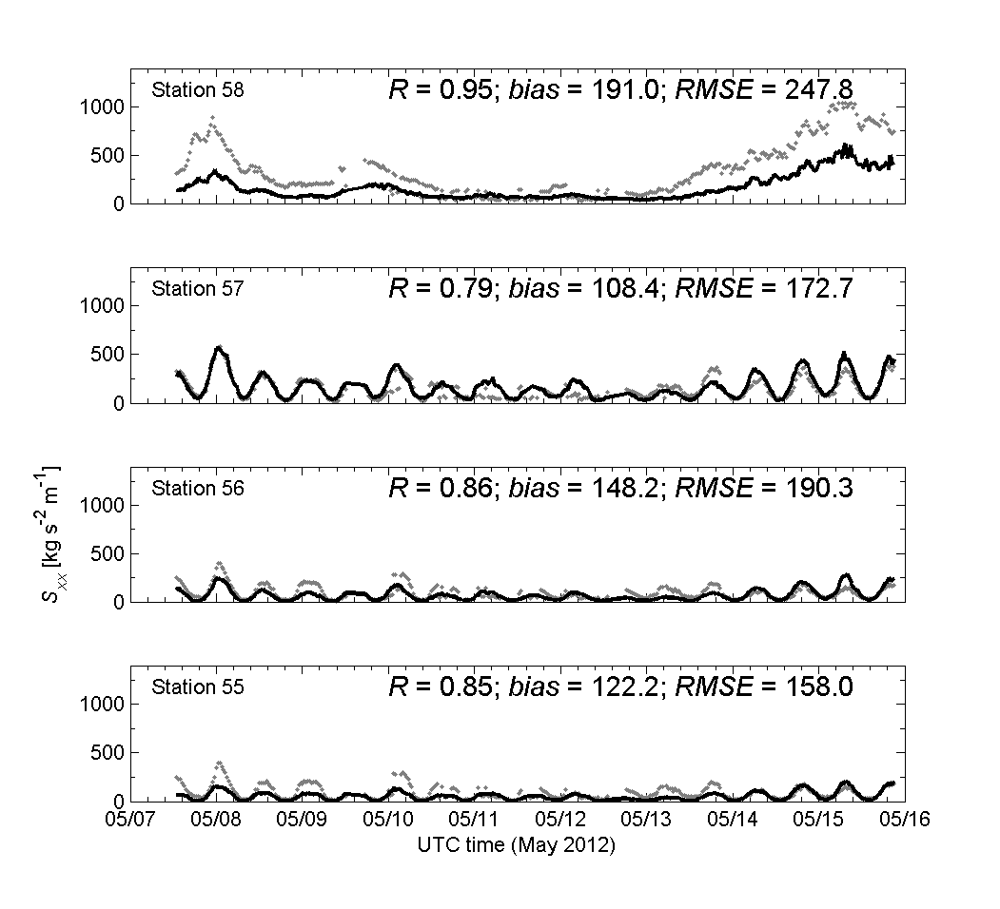 Station 58
R = 0.95; bias = 191.0; RMSE = 247.8
1000
500
0
Station 57
R = 0.79; bias = 108.4; RMSE = 172.7
1000
500
0
Station 56
R = 0.86; bias = 148.2; RMSE = 190.3
1000
500
0
Sxx [kg s-2 m-1]
Station 55
R = 0.85; bias = 122.2; RMSE = 158.0
1000
500
0
05/07 05/08 05/09 05/10 05/11 05/12 05/13 05/14 05/15 05/16
UTC time (May 2012)